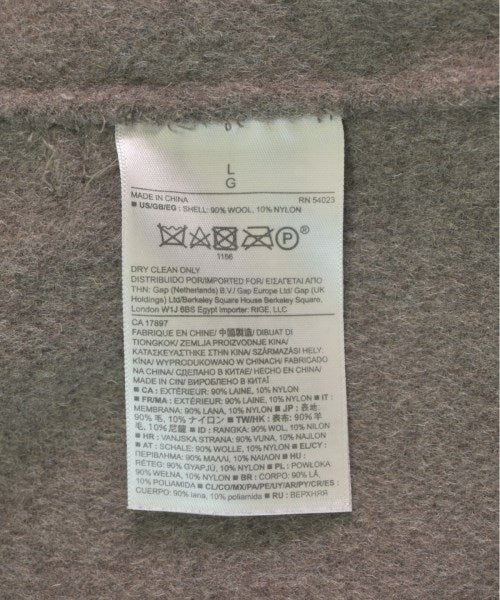 L
G
MADE IN CHINA RN 54023
■ US/GB/EG : SHELL: 90% WOOL, 10% NYLON
P
1186
DRY CLEAN ONLY
DISTRIBUIDO POR/IMPORTED FOR/ ΕΙΣΑΓΕΤΑΙ ΑΠΟ
ΤΗΝ: Gap (Netherlands) B.V./ Gap Europe Ltd/ Gap (UK
Holdings) Ltd/Berkeley Square House Berkeley Square,
London W1J 6BS Egypt Importer: RIGE, LLC
CA 17897
FABRIQUE EN CHINE/ 中國製造/ DIBUAT DI
TIONGKOK/ ZEMLJA PROIZVODNJE KINA/
ΚΑΤΑΣΚΕΥΑΣΤΗΚΕ ΣΤΗΝ ΚΙΝΑ/ SZÁRMAZÁSI HELY
KÍNA/ WYPRODUKOWANO W CHINACH/ FABRICADO
NA CHINA/ СДЕЛАНО В КИТАЕ/ HECHO EN CHINA
MADE IN CIN/ ВИРОБЛЕНО В КИТАЇ
■ CA : EXTÉRIEUR: 90% LAINE, 10% NYLON
■ FR/MA : EXTÉRIEUR: 90% LAINE, 10% NYLON ■ IT :
MEMBRANA: 90% LANA, 10% NYLON ■ JP : 表地
90% 毛, 10% ナイロン ■ TW/HK : 表布: 90% 羊
毛, 10% 尼龍 ■ ID : RANGKA: 90% WOL, 10% NILON
■ HR : VANJSKA STRANA: 90% VUNA, 10% NAJLON
■ AT : SCHALE: 90% WOLLE, 10% NYLON ■ EL/CY :
ΠΕΡΙΒΛΗΜΑ: 90% ΜΑΛΛΙ, 10% ΝΑΙΛΟΝ ■ HU :
RÉTEG: 90% GYAPJÚ, 10% NYLON ■ PL : POWŁOKA
90% WEŁNA, 10% NYLON ■ BR : CORPO: 90% LÃ,
10% POLIAMIDA ■ CL/CO/MX/PA/PE/UY/AR/PY/CR/ES :
CUERPO: 90% lana, 10% poliamida ■ RU : ВЕРХНЯЯ